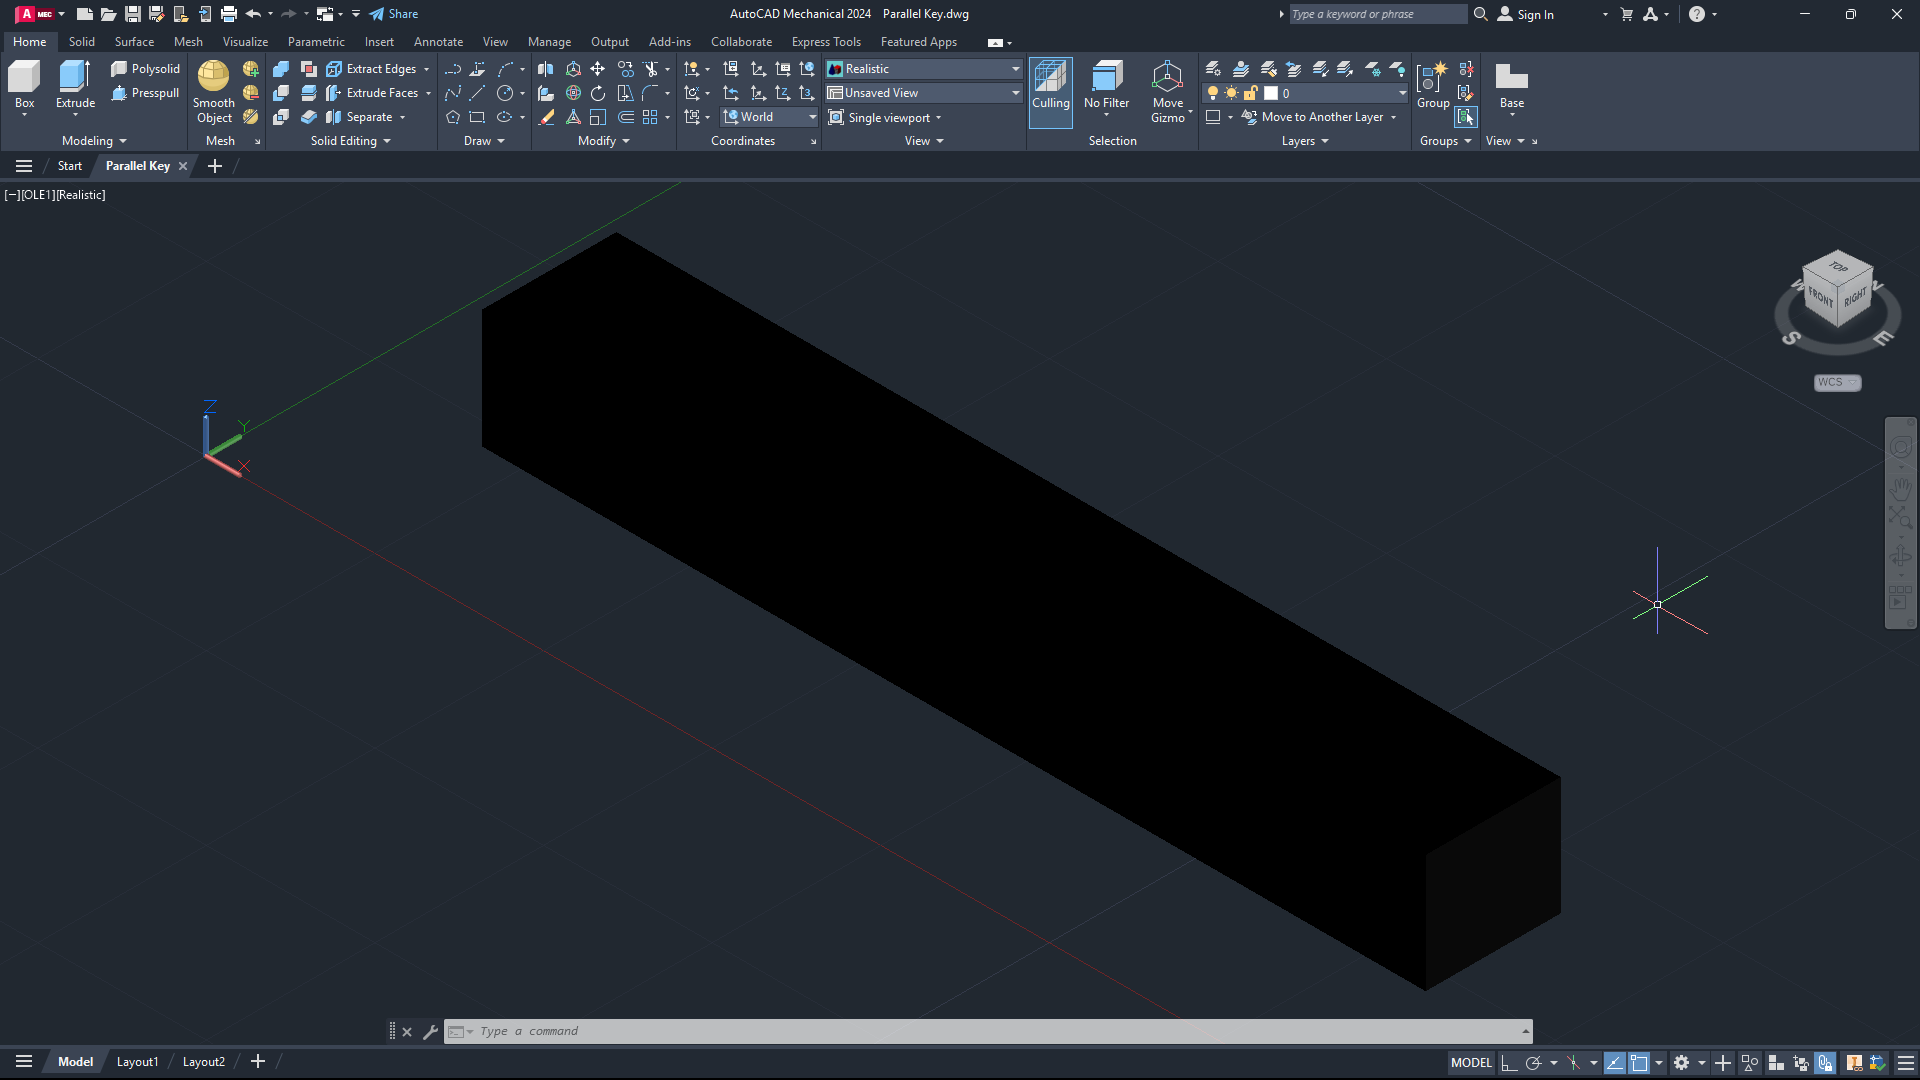 A MEC Share AutoCAD Mechanical 2024 Parallel Key.dwg Type a keyword or phrase Sign In
Home Solid Surface Mesh Visualize Parametric Insert Annotate View Manage Output Add-ins Collaborate Express Tools Featured Apps
Polysolid Extract Edges Realistic
Presspull Extrude Faces Unsaved View 0
Box Extrude Smooth Object Separate World Single viewport Culling No Filter Move Gizmo Move to Another Layer Group Base
Modeling Mesh Solid Editing Draw Modify Coordinates View Selection Layers Groups View
Start Parallel Key
[−][OLE1][Realistic]
TOP
FRONT RIGHT
W N
S E
WCS
Z
Y
X
Type a command
Model Layout1 Layout2 MODEL